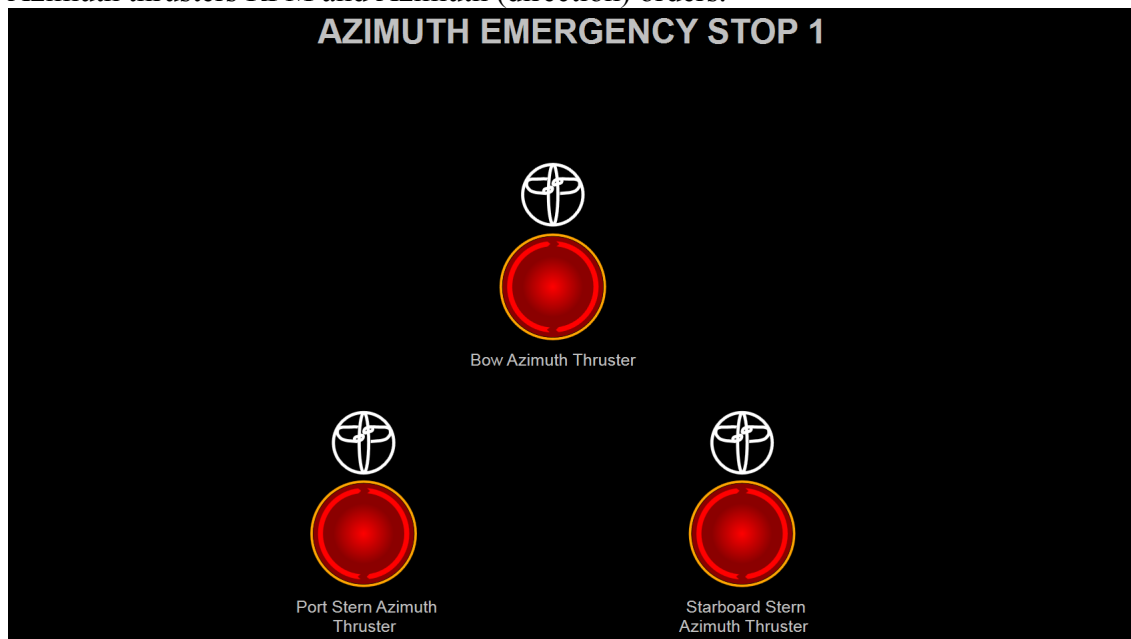 Azimuth thrusters RPM and Azimuth (direction) orders.
AZIMUTH EMERGENCY STOP 1
Bow Azimuth Thruster
Port Stern Azimuth
Thruster
Starboard Stern
Azimuth Thruster